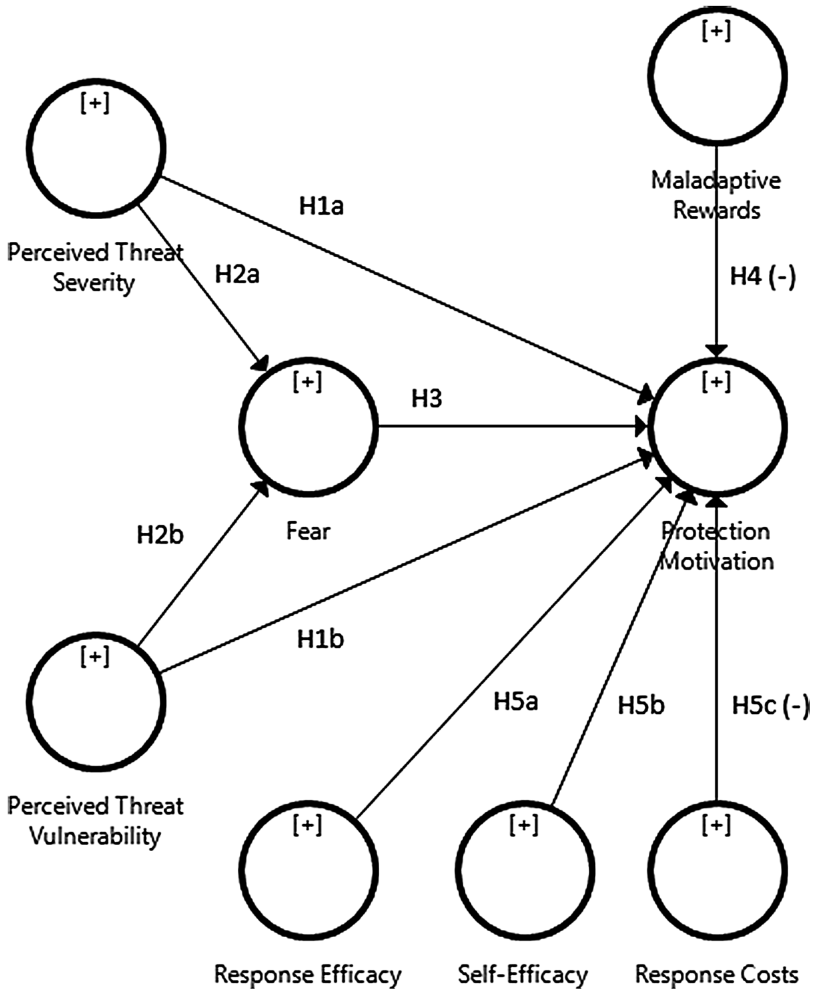 [+]
Maladaptive
Rewards
[+]
Perceived Threat
Severity
H1a
H2a
H4 (-)
[+]
Fear
H3
[+]
Protection
Motivation
H2b
H1b
[+]
Perceived Threat
Vulnerability
H5a
H5b
H5c (-)
[+]
Response Efficacy
[+]
Self-Efficacy
[+]
Response Costs